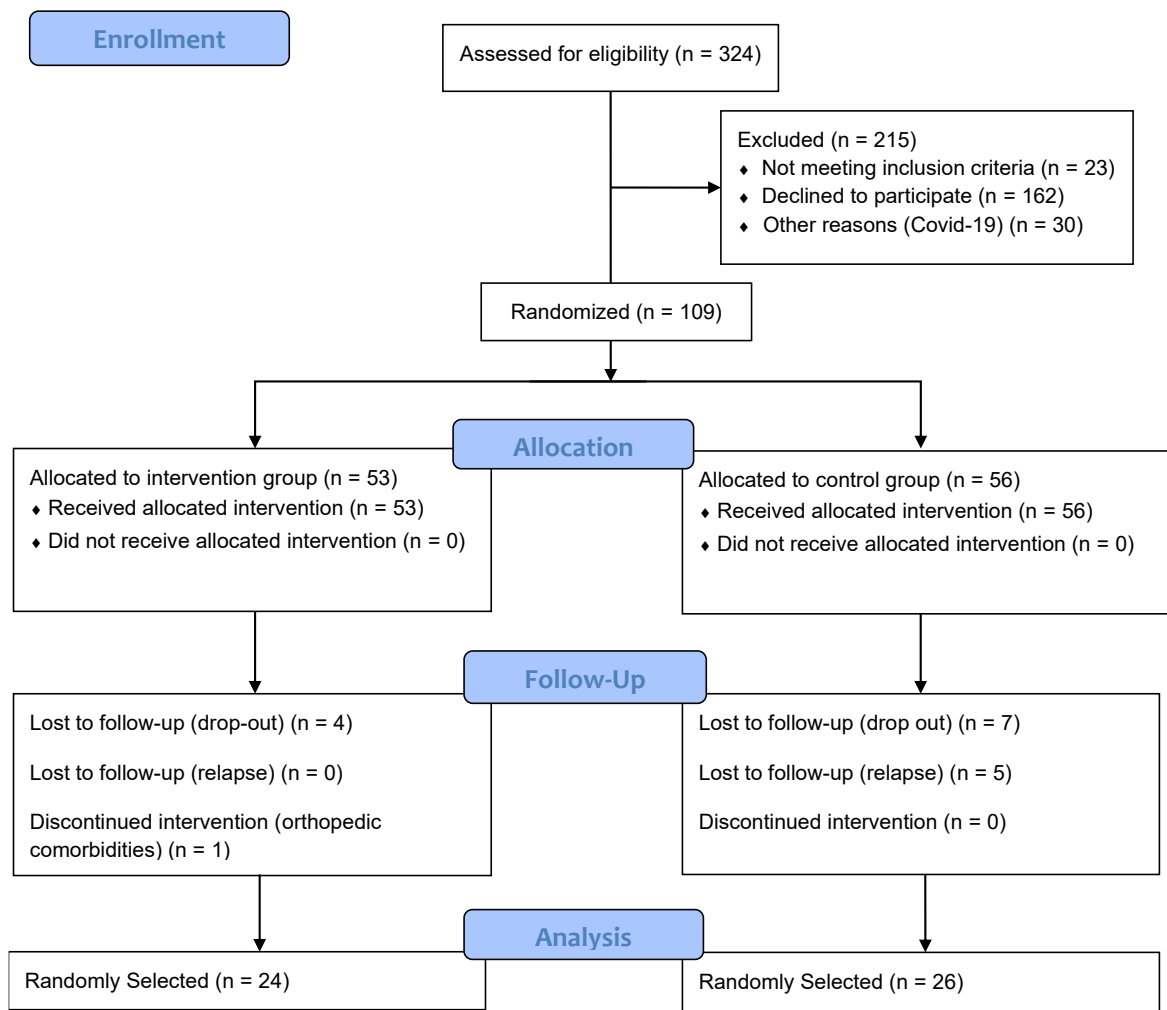 Enrollment
Assessed for eligibility (n = 324)
Excluded (n = 215)
♦ Not meeting inclusion criteria (n = 23)
♦ Declined to participate (n = 162)
♦ Other reasons (Covid-19) (n = 30)
Randomized (n = 109)
Allocation
Allocated to intervention group (n = 53)
♦ Received allocated intervention (n = 53)
♦ Did not receive allocated intervention (n = 0)
Allocated to control group (n = 56)
♦ Received allocated intervention (n = 56)
♦ Did not receive allocated intervention (n = 0)
Follow-Up
Lost to follow-up (drop-out) (n = 4)
Lost to follow-up (relapse) (n = 0)
Discontinued intervention (orthopedic
comorbidities) (n = 1)
Lost to follow-up (drop out) (n = 7)
Lost to follow-up (relapse) (n = 5)
Discontinued intervention (n = 0)
Analysis
Randomly Selected (n = 24)
Randomly Selected (n = 26)